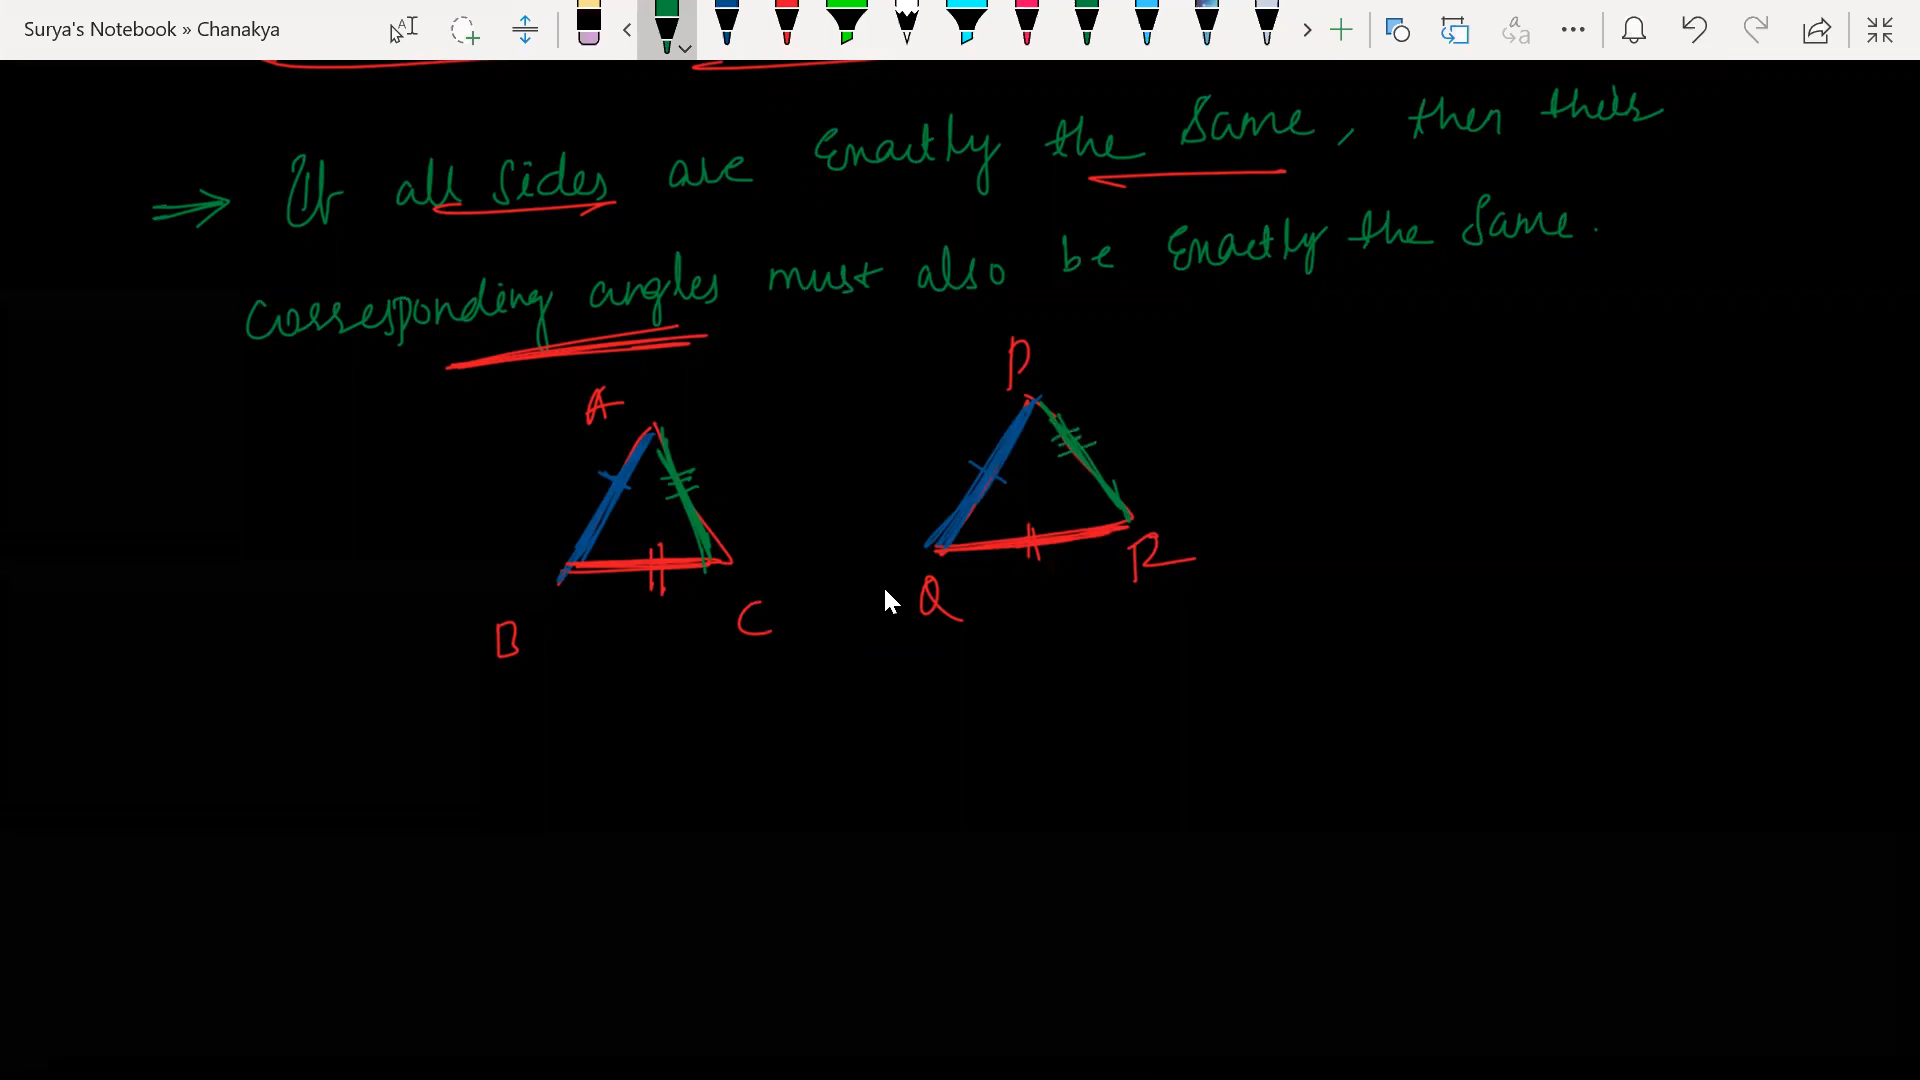 Surya's Notebook » Chanakya
⇒ If all sides are Exactly the Same, then their
corresponding angles must also be Exactly the Same.
A
P
B
C
Q
R